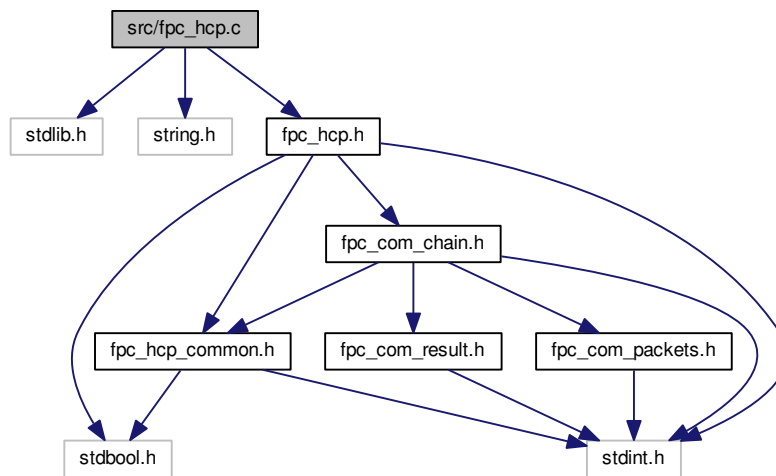 src/fpc_hcp.c
stdlib.h
string.h
fpc_hcp.h
fpc_com_chain.h
fpc_hcp_common.h
fpc_com_result.h
fpc_com_packets.h
stdbool.h
stdint.h